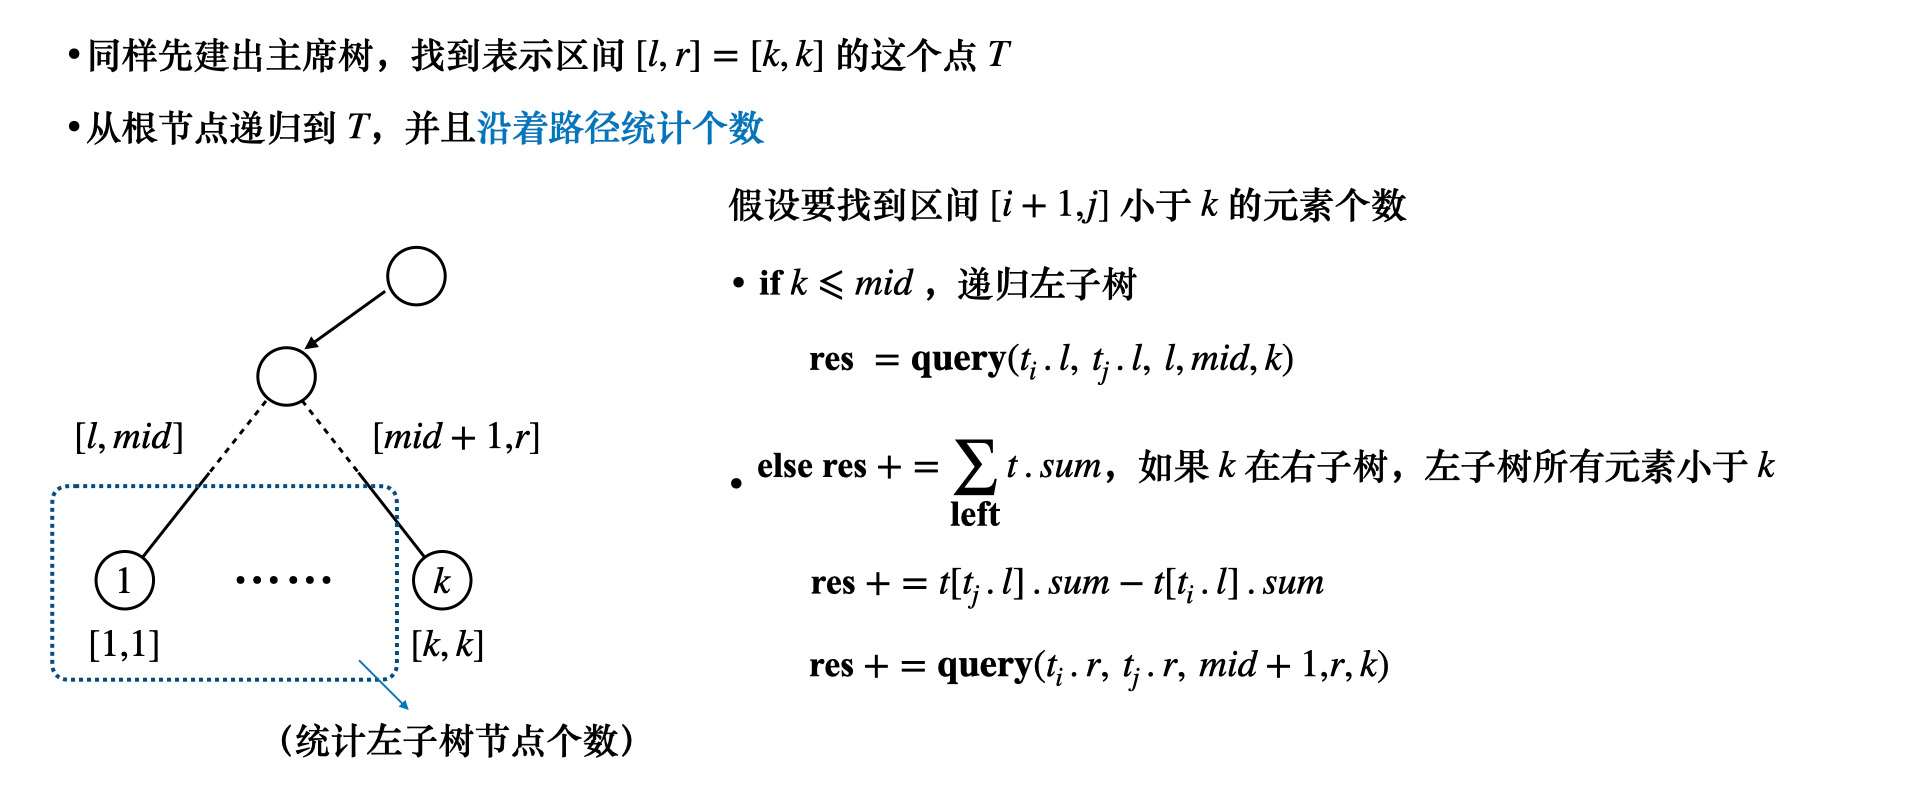 •同样先建出主席树，找到表示区间 [l, r] = [k, k] 的这个点 T
•从根节点递归到 T，并且沿着路径统计个数
假设要找到区间 [i + 1,j] 小于 k 的元素个数
• if k ⩽ mid ，递归左子树
res = query(t_i . l, t_j . l, l, mid, k)
[l, mid]
[mid + 1,r]
• else res + = ∑_left t . sum，如果 k 在右子树，左子树所有元素小于 k
1
······
k
res + = t[t_j . l] . sum − t[t_i . l] . sum
[1,1]
[k, k]
res + = query(t_i . r, t_j . r, mid + 1,r, k)
（统计左子树节点个数）